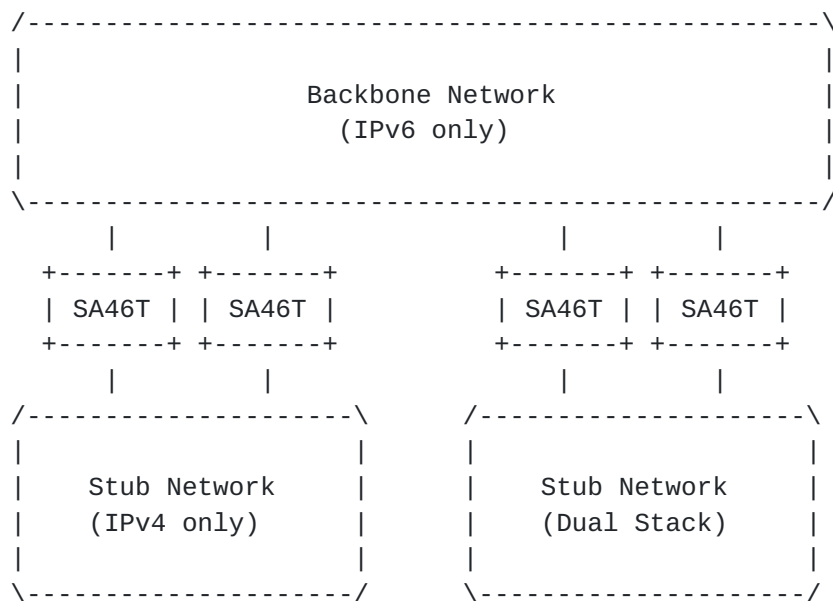 Backbone Network
(IPv6 only)
SA46T SA46T SA46T SA46T
Stub Network Stub Network
(IPv4 only) (Dual Stack)